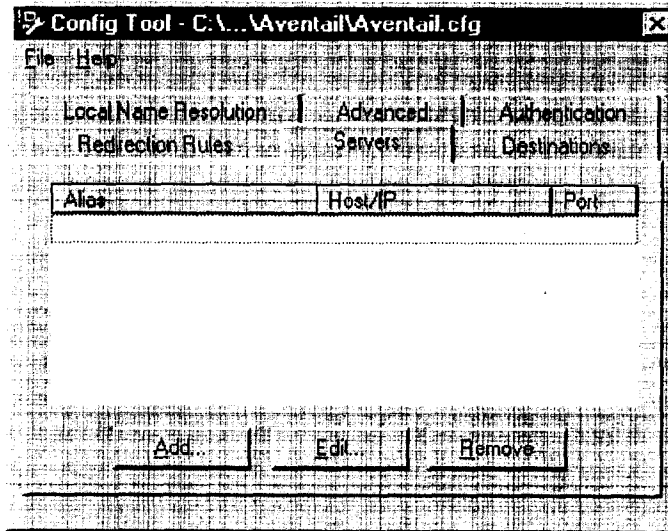 Config Tool - C:\...\Aventail\Aventail.cfg
File Help
Local Name Resolution Advanced Authentication
Redirection Rules Servers Destinations
Alias Host/IP Port
Add... Edit... Remove